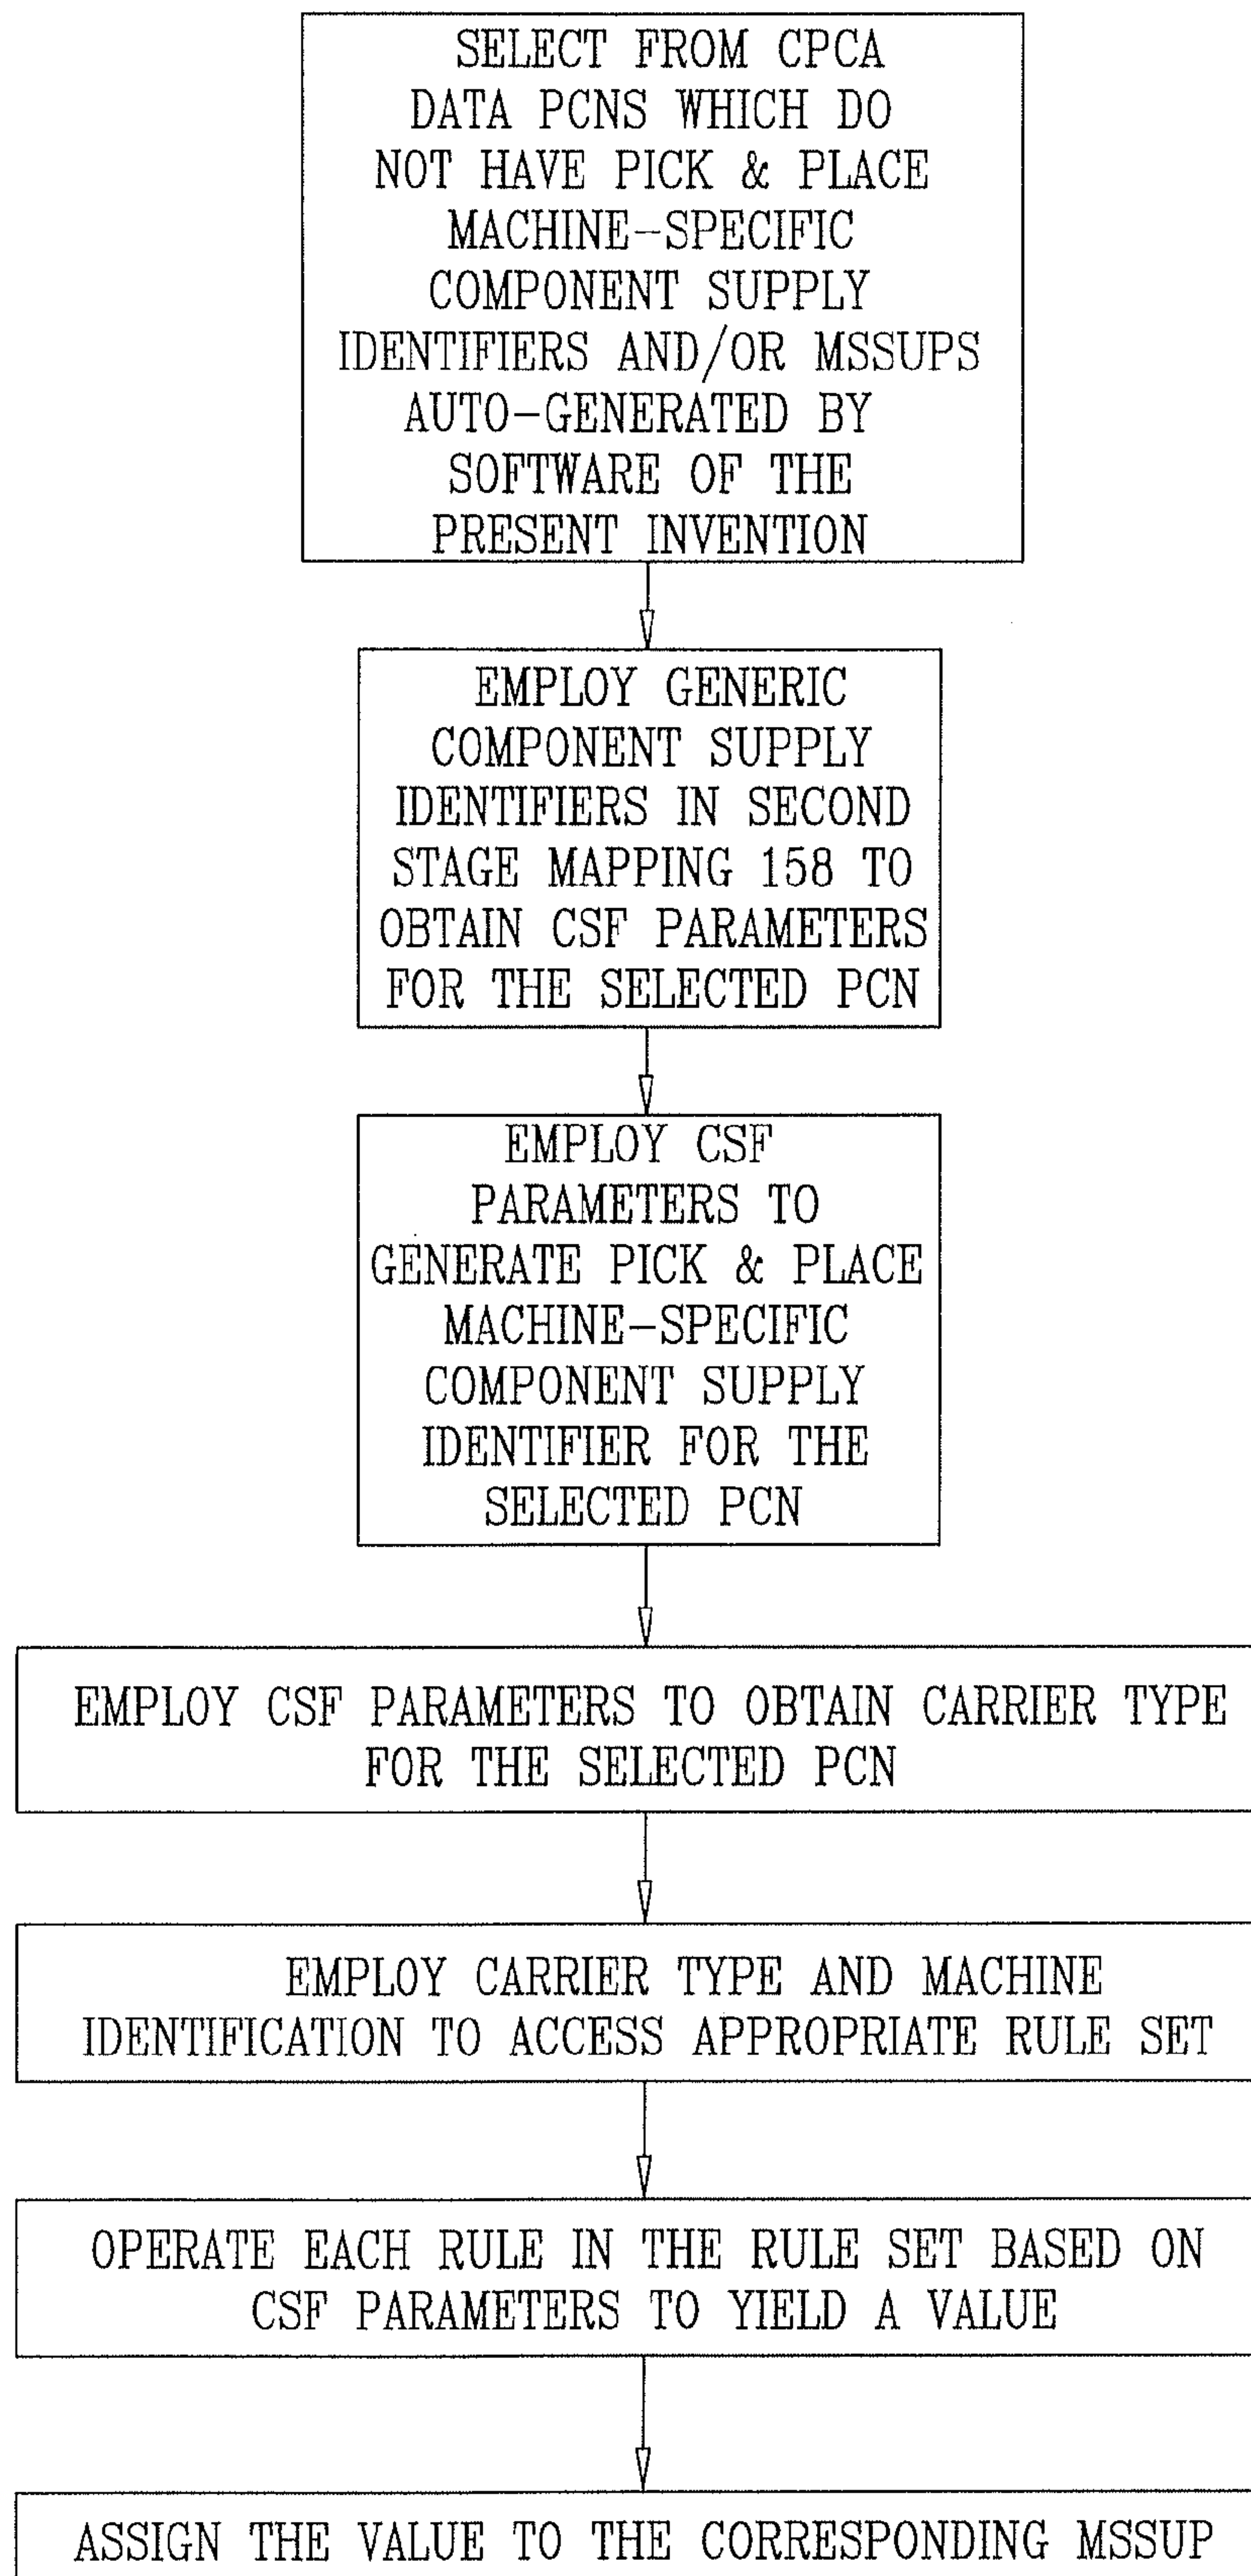 SELECT FROM CPCA
DATA PCNS WHICH DO
NOT HAVE PICK & PLACE
MACHINE-SPECIFIC
COMPONENT SUPPLY
IDENTIFIERS AND/OR MSSUPS
AUTO-GENERATED BY
SOFTWARE OF THE
PRESENT INVENTION
EMPLOY GENERIC
COMPONENT SUPPLY
IDENTIFIERS IN SECOND
STAGE MAPPING 158 TO
OBTAIN CSF PARAMETERS
FOR THE SELECTED PCN
EMPLOY CSF
PARAMETERS TO
GENERATE PICK & PLACE
MACHINE-SPECIFIC
COMPONENT SUPPLY
IDENTIFIER FOR THE
SELECTED PCN
EMPLOY CSF PARAMETERS TO OBTAIN CARRIER TYPE
FOR THE SELECTED PCN
EMPLOY CARRIER TYPE AND MACHINE
IDENTIFICATION TO ACCESS APPROPRIATE RULE SET
OPERATE EACH RULE IN THE RULE SET BASED ON
CSF PARAMETERS TO YIELD A VALUE
ASSIGN THE VALUE TO THE CORRESPONDING MSSUP